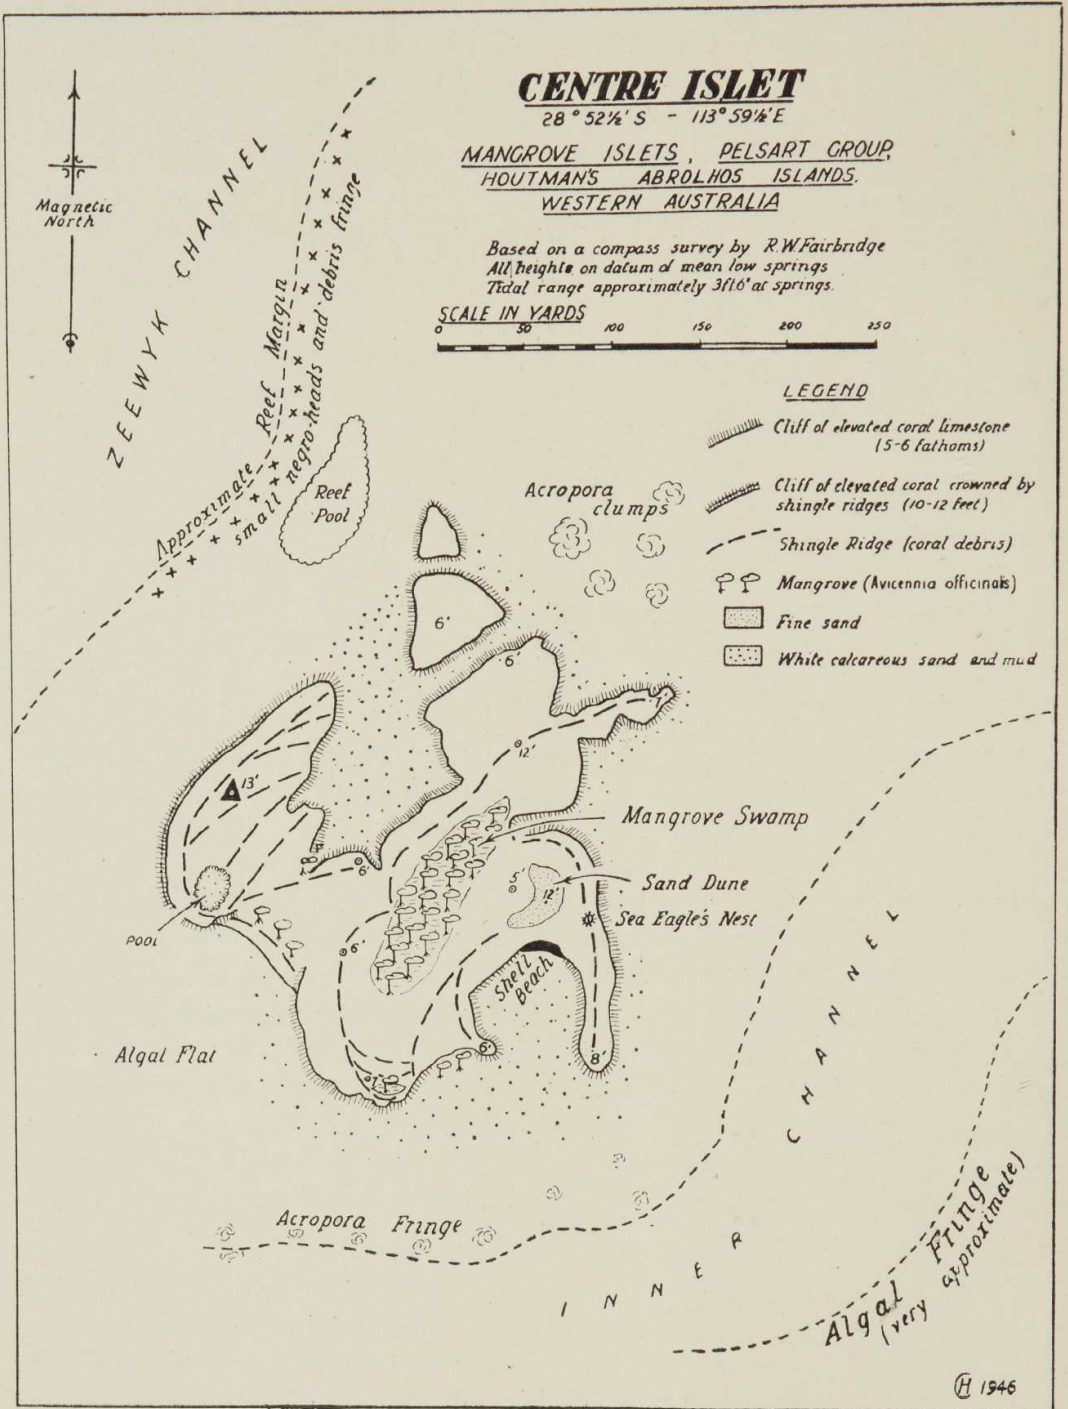 CENTRE ISLET
28° 52½' S - 113° 59½' E
MANGROVE ISLETS, PELSART GROUP,
HOUTMAN'S ABROLHOS ISLANDS.
WESTERN AUSTRALIA
Based on a compass survey by R.W.Fairbridge
All heights on datum of mean low springs
Tidal range approximately 3ft6" at springs.
SCALE IN YARDS
0 50 100 150 200 250
Magnetic
North
ZEEWYK CHANNEL
Approximate Reef Margin
small negro-heads and debris fringe
Reef
Pool
LEGEND
Cliff of elevated coral limestone
(5-6 fathoms)
Cliff of elevated coral crowned by
shingle ridges (10-12 feet)
Shingle Ridge (coral debris)
Mangrove (Avicennia officinalis)
Fine sand
White calcareous sand and mud
Acropora
clumps
6'
6'
7'
12'
13'
Mangrove Swamp
8'
6'
5'
12'
Sand Dune
Sea Eagle's Nest
POOL
6'
Shell
Beach
6'
8'
7'
Algal Flat
INNER CHANNEL
Acropora Fringe
Algal Fringe
(very approximate)
H 1946